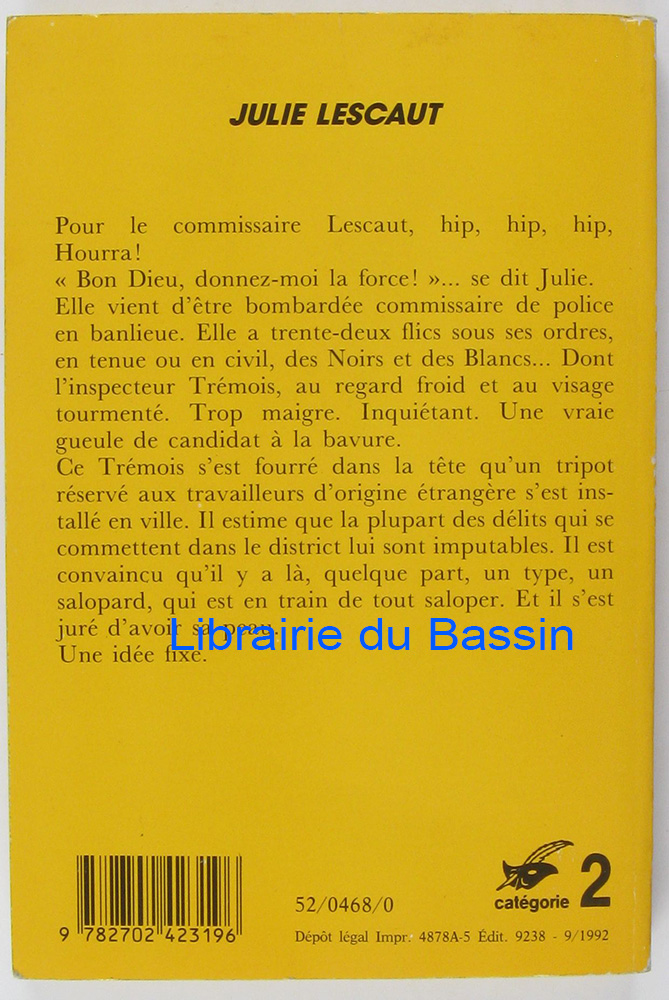 JULIE LESCAUT
Pour le commissaire Lescaut, hip, hip, hip,
Hourra!
« Bon Dieu, donnez-moi la force! »... se dit Julie.
Elle vient d'être bombardée commissaire de police
en banlieue. Elle a trente-deux flics sous ses ordres,
en tenue ou en civil, des Noirs et des Blancs... Dont
l'inspecteur Trémois, au regard froid et au visage
tourmenté. Trop maigre. Inquiétant. Une vraie
gueule de candidat à la bavure.
Ce Trémois s'est fourré dans la tête qu'un tripot
réservé aux travailleurs d'origine étrangère s'est ins-
tallé en ville. Il estime que la plupart des délits qui se
commettent dans le district lui sont imputables. Il est
convaincu qu'il y a là, quelque part, un type, un
salopard, qui est en train de tout saloper. Et il s'est
juré d'avoir sa peau.
Librairie du Bassin
Une idée fixe.
52/0468/0
catégorie 2
9 782702 423196
Dépôt légal Impr. 4878A-5 Édit. 9238 - 9/1992